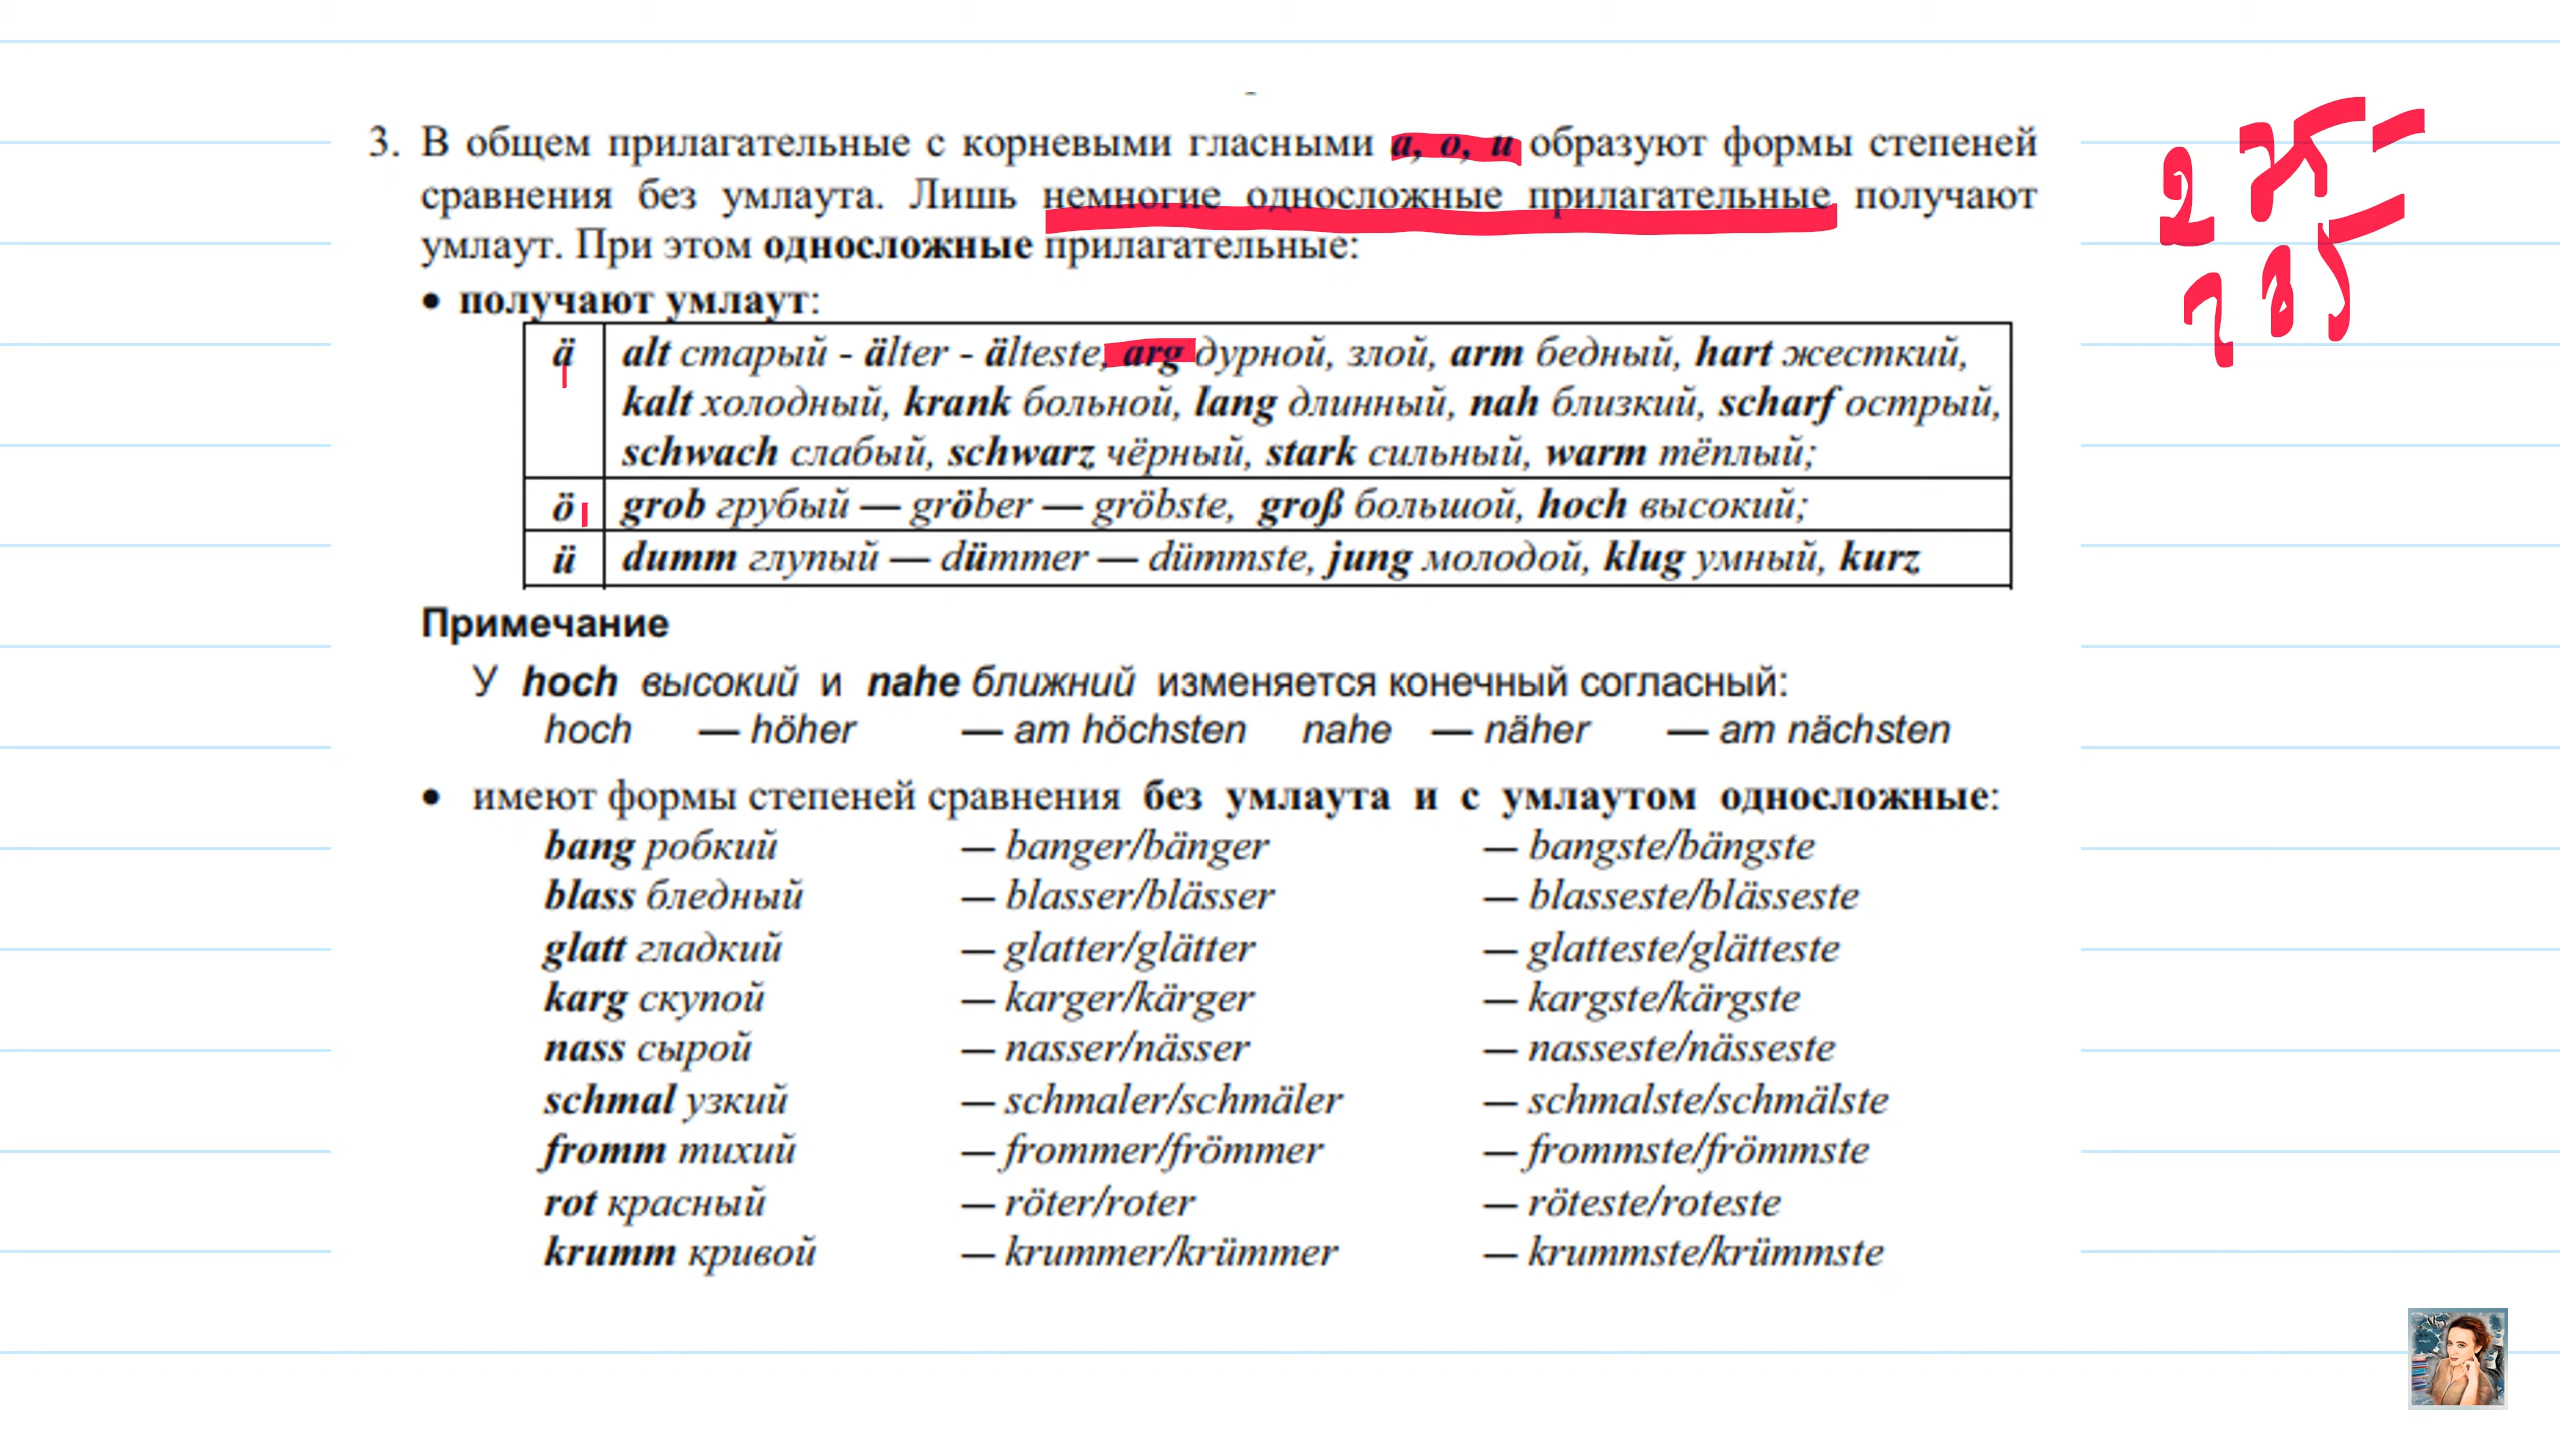 3. В общем прилагательные с корневыми гласными a, o, u образуют формы степеней
сравнения без умлаута. Лишь немногие односложные прилагательные получают
умлаут. При этом односложные прилагательные:
• получают умлаут:
ä alt старый - älter - älteste, arg дурной, злой, arm бедный, hart жесткий,
kalt холодный, krank больной, lang длинный, nah близкий, scharf острый,
schwach слабый, schwarz чёрный, stark сильный, warm тёплый;
ö grob грубый — gröber — gröbste, groß большой, hoch высокий;
ü dumm глупый — dümmer — dümmste, jung молодой, klug умный, kurz
Примечание
У hoch высокий и nahe ближний изменяется конечный согласный:
hoch — höher — am höchsten nahe — näher — am nächsten
• имеют формы степеней сравнения без умлаута и с умлаутом односложные:
bang робкий — banger/bänger — bangste/bängste
blass бледный — blasser/blässer — blasseste/blässeste
glatt гладкий — glatter/glätter — glatteste/glätteste
karg скупой — karger/kärger — kargste/kärgste
nass сырой — nasser/nässer — nasseste/nässeste
schmal узкий — schmaler/schmäler — schmalste/schmälste
fromm тихий — frommer/frömmer — frommste/frömmste
rot красный — röter/roter — röteste/roteste
krumm кривой — krummer/krümmer — krummste/krümmste